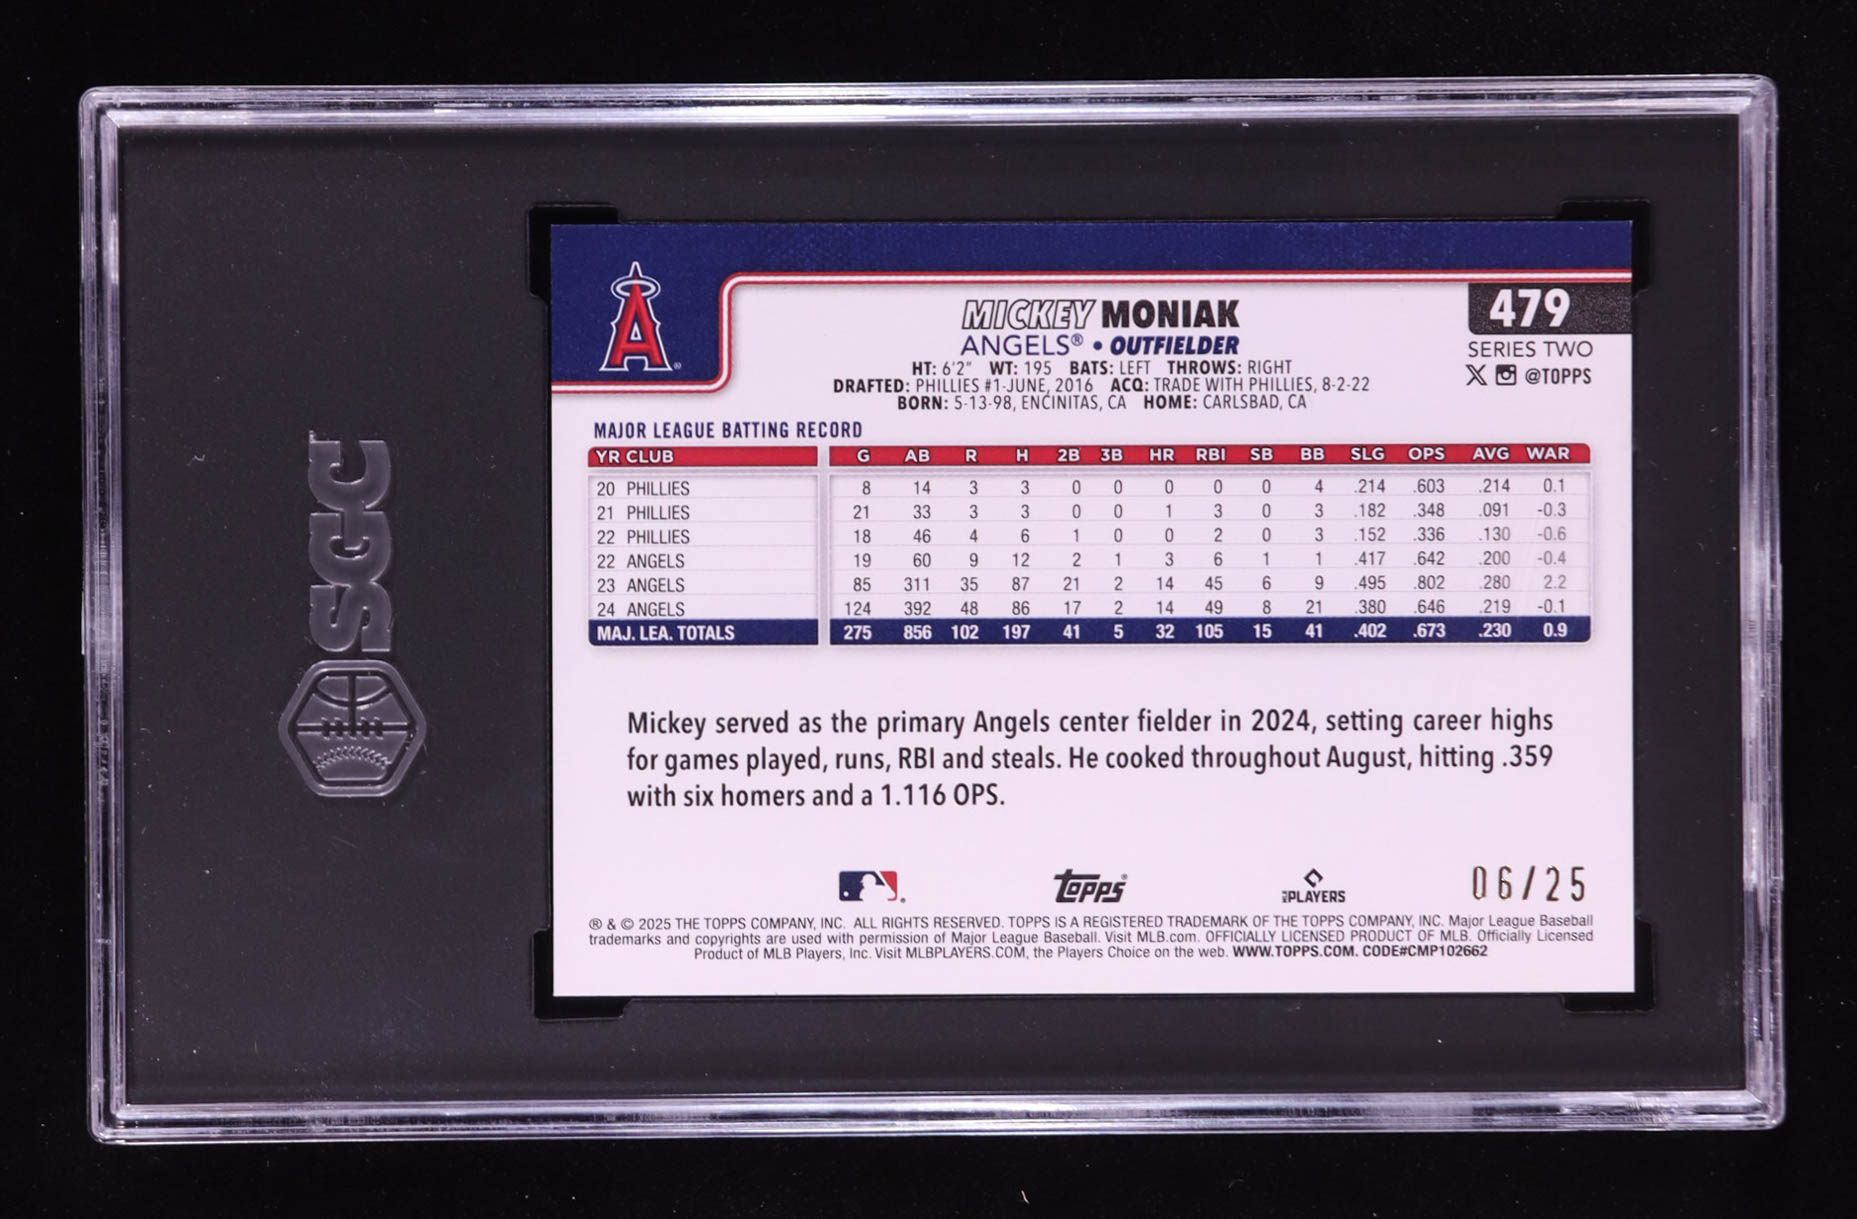 SGC
A
MICKEY MONIAK
ANGELS® • OUTFIELDER
479
SERIES TWO
@TOPPS
HT: 6'2" WT: 195 BATS: LEFT THROWS: RIGHT
DRAFTED: PHILLIES #1-JUNE, 2016 ACQ: TRADE WITH PHILLIES, 8-2-22
BORN: 5-13-98, ENCINITAS, CA HOME: CARLSBAD, CA
MAJOR LEAGUE BATTING RECORD
YR CLUB G AB R H 2B 3B HR RBI SB BB SLG OPS AVG WAR
20 PHILLIES 8 14 3 3 0 0 0 0 0 4 .214 .603 .214 0.1
21 PHILLIES 21 33 3 3 0 0 1 3 0 3 .182 .348 .091 -0.3
22 PHILLIES 18 46 4 6 1 0 0 2 0 3 .152 .336 .130 -0.6
22 ANGELS 19 60 9 12 2 1 3 6 1 1 .417 .642 .200 -0.4
23 ANGELS 85 311 35 87 21 2 14 45 6 9 .495 .802 .280 2.2
24 ANGELS 124 392 48 86 17 2 14 49 8 21 .380 .646 .219 -0.1
MAJ. LEA. TOTALS 275 856 102 197 41 5 32 105 15 41 .402 .673 .230 0.9
Mickey served as the primary Angels center fielder in 2024, setting career highs
for games played, runs, RBI and steals. He cooked throughout August, hitting .359
with six homers and a 1.116 OPS.
Topps®
MLB PLAYERS
06/25
® & © 2025 THE TOPPS COMPANY, INC. ALL RIGHTS RESERVED. TOPPS IS A REGISTERED TRADEMARK OF THE TOPPS COMPANY, INC. Major League Baseball
trademarks and copyrights are used with permission of Major League Baseball. Visit MLB.com. OFFICIALLY LICENSED PRODUCT OF MLB. Officially Licensed
Product of MLB Players, Inc. Visit MLBPLAYERS.COM, the Players Choice on the web. WWW.TOPPS.COM. CODE#CMP102662